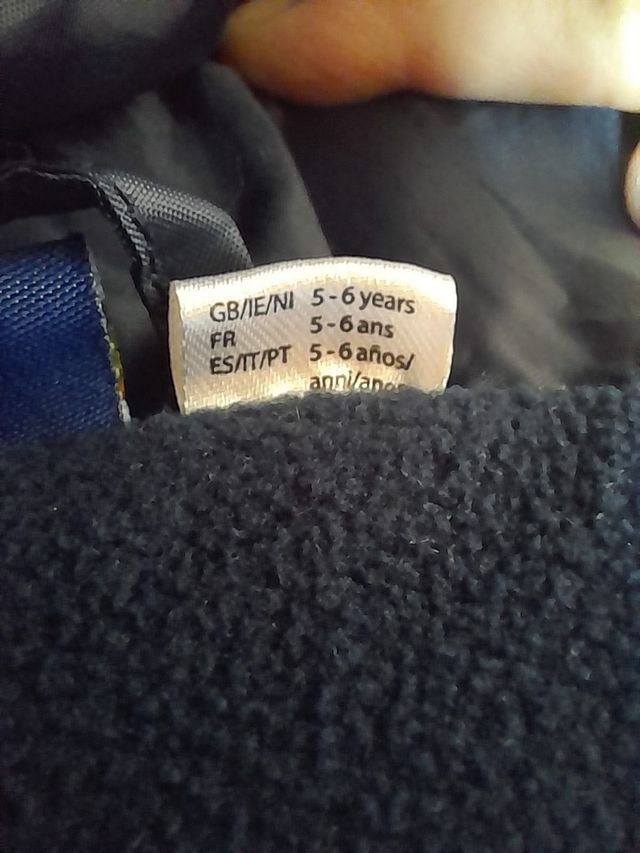 GB/IE/NI 5 - 6 years
FR 5 - 6 ans
ES/IT/PT 5 - 6 años/
anni/